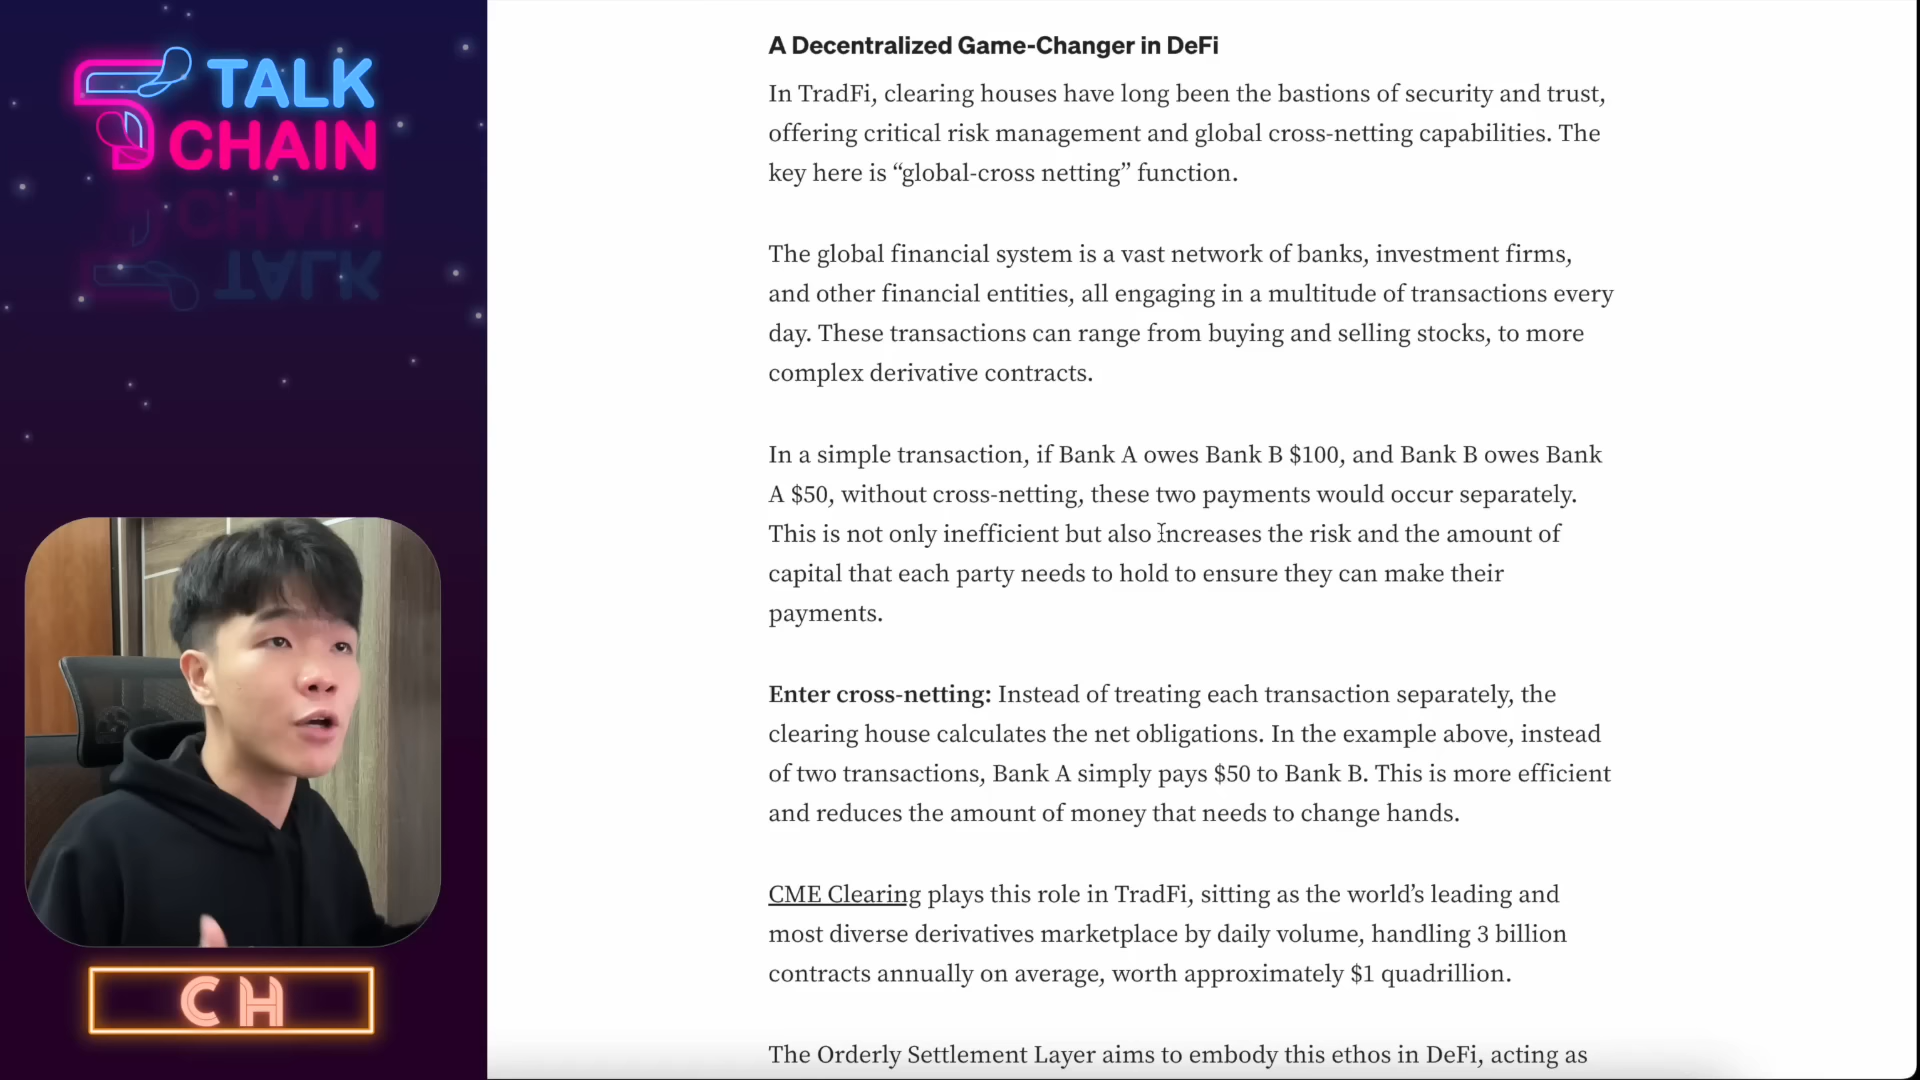 TALK
CHAIN
A Decentralized Game-Changer in DeFi
In TradFi, clearing houses have long been the bastions of security and trust,
offering critical risk management and global cross-netting capabilities. The
key here is “global-cross netting” function.
The global financial system is a vast network of banks, investment firms,
and other financial entities, all engaging in a multitude of transactions every
day. These transactions can range from buying and selling stocks, to more
complex derivative contracts.
In a simple transaction, if Bank A owes Bank B $100, and Bank B owes Bank
A $50, without cross-netting, these two payments would occur separately.
This is not only inefficient but also increases the risk and the amount of
capital that each party needs to hold to ensure they can make their
payments.
Enter cross-netting: Instead of treating each transaction separately, the
clearing house calculates the net obligations. In the example above, instead
of two transactions, Bank A simply pays $50 to Bank B. This is more efficient
and reduces the amount of money that needs to change hands.
CME Clearing plays this role in TradFi, sitting as the world’s leading and
most diverse derivatives marketplace by daily volume, handling 3 billion
contracts annually on average, worth approximately $1 quadrillion.
The Orderly Settlement Layer aims to embody this ethos in DeFi, acting as
CH